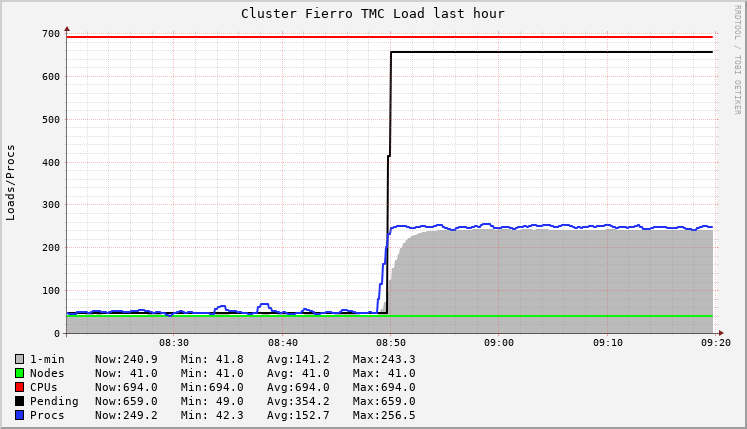 Cluster Fierro TMC Load last hour
RRDTOOL / TOBI OETIKER
Loads/Procs
700
600
500
400
300
200
100
0
08:30 08:40 08:50 09:00 09:10 09:20
1-min Now:240.9 Min: 41.8 Avg:141.2 Max:243.3
Nodes Now: 41.0 Min: 41.0 Avg: 41.0 Max: 41.0
CPUs Now:694.0 Min:694.0 Avg:694.0 Max:694.0
Pending Now:659.0 Min: 49.0 Avg:354.2 Max:659.0
Procs Now:249.2 Min: 42.3 Avg:152.7 Max:256.5